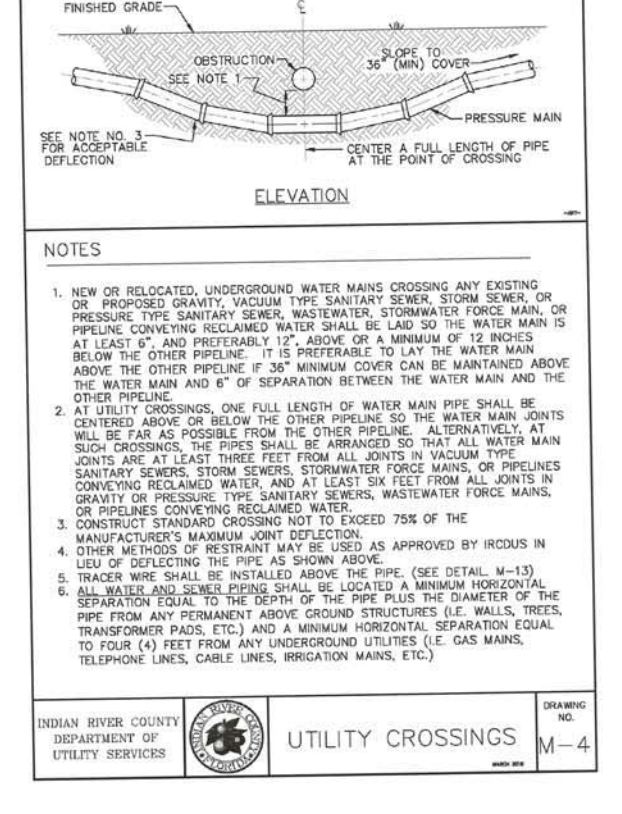 FINISHED GRADE
℄
OBSTRUCTION
SLOPE TO
36" (MIN) COVER
SEE NOTE 1
PRESSURE MAIN
SEE NOTE NO. 3
FOR ACCEPTABLE
DEFLECTION
CENTER A FULL LENGTH OF PIPE
AT THE POINT OF CROSSING
ELEVATION
NOTES
1. NEW OR RELOCATED, UNDERGROUND WATER MAINS CROSSING ANY EXISTING
OR PROPOSED GRAVITY, VACUUM TYPE SANITARY SEWER, STORM SEWER, OR
PRESSURE TYPE SANITARY SEWER, WASTEWATER, STORMWATER FORCE MAIN, OR
PIPELINE CONVEYING RECLAIMED WATER SHALL BE LAID SO THE WATER MAIN IS
AT LEAST 6", AND PREFERABLY 12", ABOVE OR A MINIMUM OF 12 INCHES
BELOW THE OTHER PIPELINE. IT IS PREFERABLE TO LAY THE WATER MAIN
ABOVE THE OTHER PIPELINE IF 36" MINIMUM COVER CAN BE MAINTAINED ABOVE
THE WATER MAIN AND 6" OF SEPARATION BETWEEN THE WATER MAIN AND THE
OTHER PIPELINE.
2. AT UTILITY CROSSINGS, ONE FULL LENGTH OF WATER MAIN PIPE SHALL BE
CENTERED ABOVE OR BELOW THE OTHER PIPELINE SO THE WATER MAIN JOINTS
WILL BE FAR AS POSSIBLE FROM THE OTHER PIPELINE. ALTERNATIVELY, AT
SUCH CROSSINGS, THE PIPES SHALL BE ARRANGED SO THAT ALL WATER MAIN
JOINTS ARE AT LEAST THREE FEET FROM ALL JOINTS IN VACUUM TYPE
SANITARY SEWERS, STORM SEWERS, STORMWATER FORCE MAINS, OR PIPELINES
CONVEYING RECLAIMED WATER, AND AT LEAST SIX FEET FROM ALL JOINTS IN
GRAVITY OR PRESSURE TYPE SANITARY SEWERS, WASTEWATER FORCE MAINS,
OR PIPELINES CONVEYING RECLAIMED WATER.
3. CONSTRUCT STANDARD CROSSING NOT TO EXCEED 75% OF THE
MANUFACTURER'S MAXIMUM JOINT DEFLECTION.
4. OTHER METHODS OF RESTRAINT MAY BE USED AS APPROVED BY IRCDUS IN
LIEU OF DEFLECTING THE PIPE AS SHOWN ABOVE.
5. TRACER WIRE SHALL BE INSTALLED ABOVE THE PIPE. (SEE DETAIL M-13)
6. ALL WATER AND SEWER PIPING SHALL BE LOCATED A MINIMUM HORIZONTAL
SEPARATION EQUAL TO THE DEPTH OF THE PIPE PLUS THE DIAMETER OF THE
PIPE FROM ANY PERMANENT ABOVE GROUND STRUCTURES (I.E. WALLS, TREES,
TRANSFORMER PADS, ETC.) AND A MINIMUM HORIZONTAL SEPARATION EQUAL
TO FOUR (4) FEET FROM ANY UNDERGROUND UTILITIES (I.E. GAS MAINS,
TELEPHONE LINES, CABLE LINES, IRRIGATION MAINS, ETC.)
INDIAN RIVER COUNTY
DEPARTMENT OF
UTILITY SERVICES
INDIAN RIVER COUNTY
FLORIDA
UTILITY CROSSINGS
DRAWING
NO.
M-4